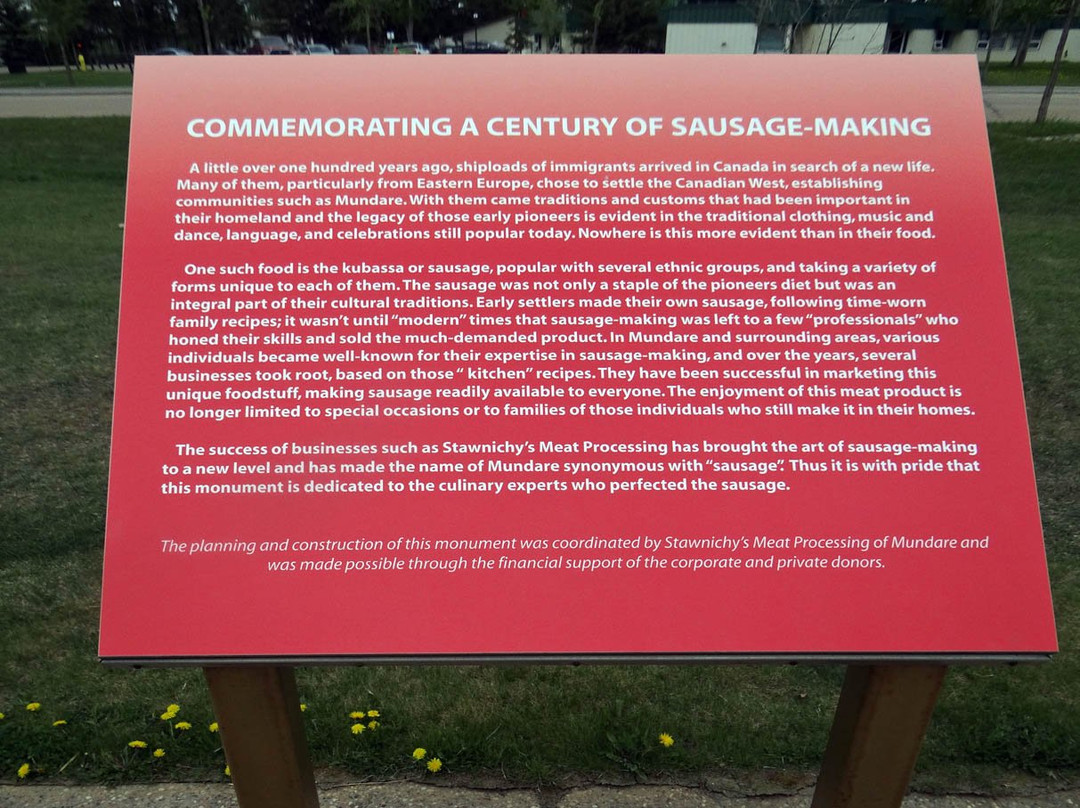 COMMEMORATING A CENTURY OF SAUSAGE-MAKING
A little over one hundred years ago, shiploads of immigrants arrived in Canada in search of a new life.
Many of them, particularly from Eastern Europe, chose to settle the Canadian West, establishing
communities such as Mundare. With them came traditions and customs that had been important in
their homeland and the legacy of those early pioneers is evident in the traditional clothing, music and
dance, language, and celebrations still popular today. Nowhere is this more evident than in their food.
One such food is the kubassa or sausage, popular with several ethnic groups, and taking a variety of
forms unique to each of them. The sausage was not only a staple of the pioneers diet but was an
integral part of their cultural traditions. Early settlers made their own sausage, following time-worn
family recipes; it wasn't until "modern" times that sausage-making was left to a few "professionals" who
honed their skills and sold the much-demanded product. In Mundare and surrounding areas, various
individuals became well-known for their expertise in sausage-making, and over the years, several
businesses took root, based on those " kitchen" recipes. They have been successful in marketing this
unique foodstuff, making sausage readily available to everyone. The enjoyment of this meat product is
no longer limited to special occasions or to families of those individuals who still make it in their homes.
The success of businesses such as Stawnichy's Meat Processing has brought the art of sausage-making
to a new level and has made the name of Mundare synonymous with "sausage". Thus it is with pride that
this monument is dedicated to the culinary experts who perfected the sausage.
The planning and construction of this monument was coordinated by Stawnichy's Meat Processing of Mundare and
was made possible through the financial support of the corporate and private donors.